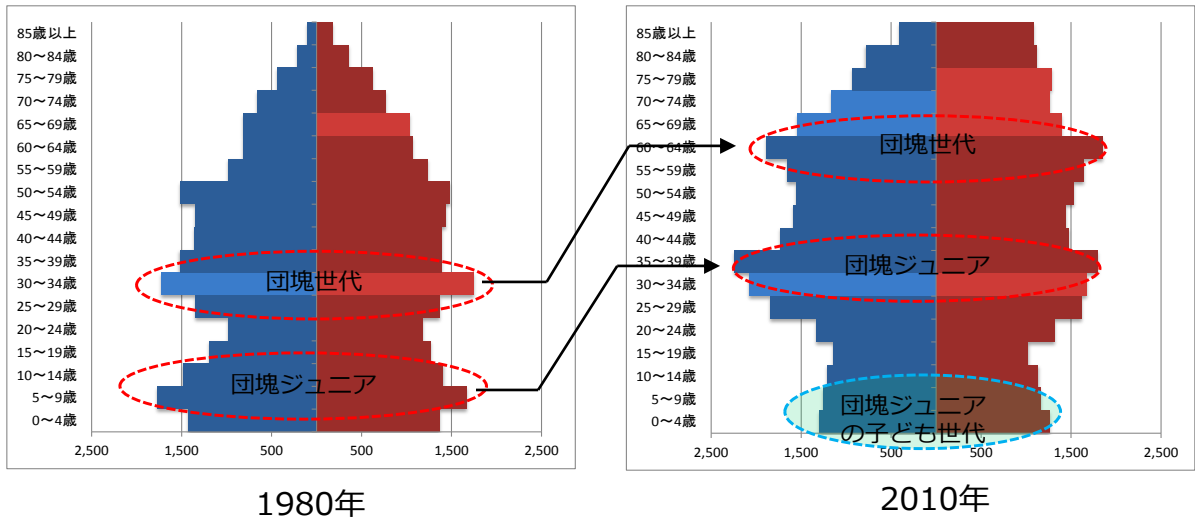 85歳以上
80～84歳
75～79歳
70～74歳
65～69歳
60～64歳
55～59歳
50～54歳
45～49歳
40～44歳
35～39歳
30～34歳
25～29歳
20～24歳
15～19歳
10～14歳
5～9歳
0～4歳
団塊世代
団塊ジュニア
2,500 1,500 500 500 1,500 2,500
1980年
85歳以上
80～84歳
75～79歳
70～74歳
65～69歳
60～64歳
55～59歳
50～54歳
45～49歳
40～44歳
35～39歳
30～34歳
25～29歳
20～24歳
15～19歳
10～14歳
5～9歳
0～4歳
団塊世代
団塊ジュニア
団塊ジュニア
の子ども世代
2,500 1,500 500 500 1,500 2,500
2010年